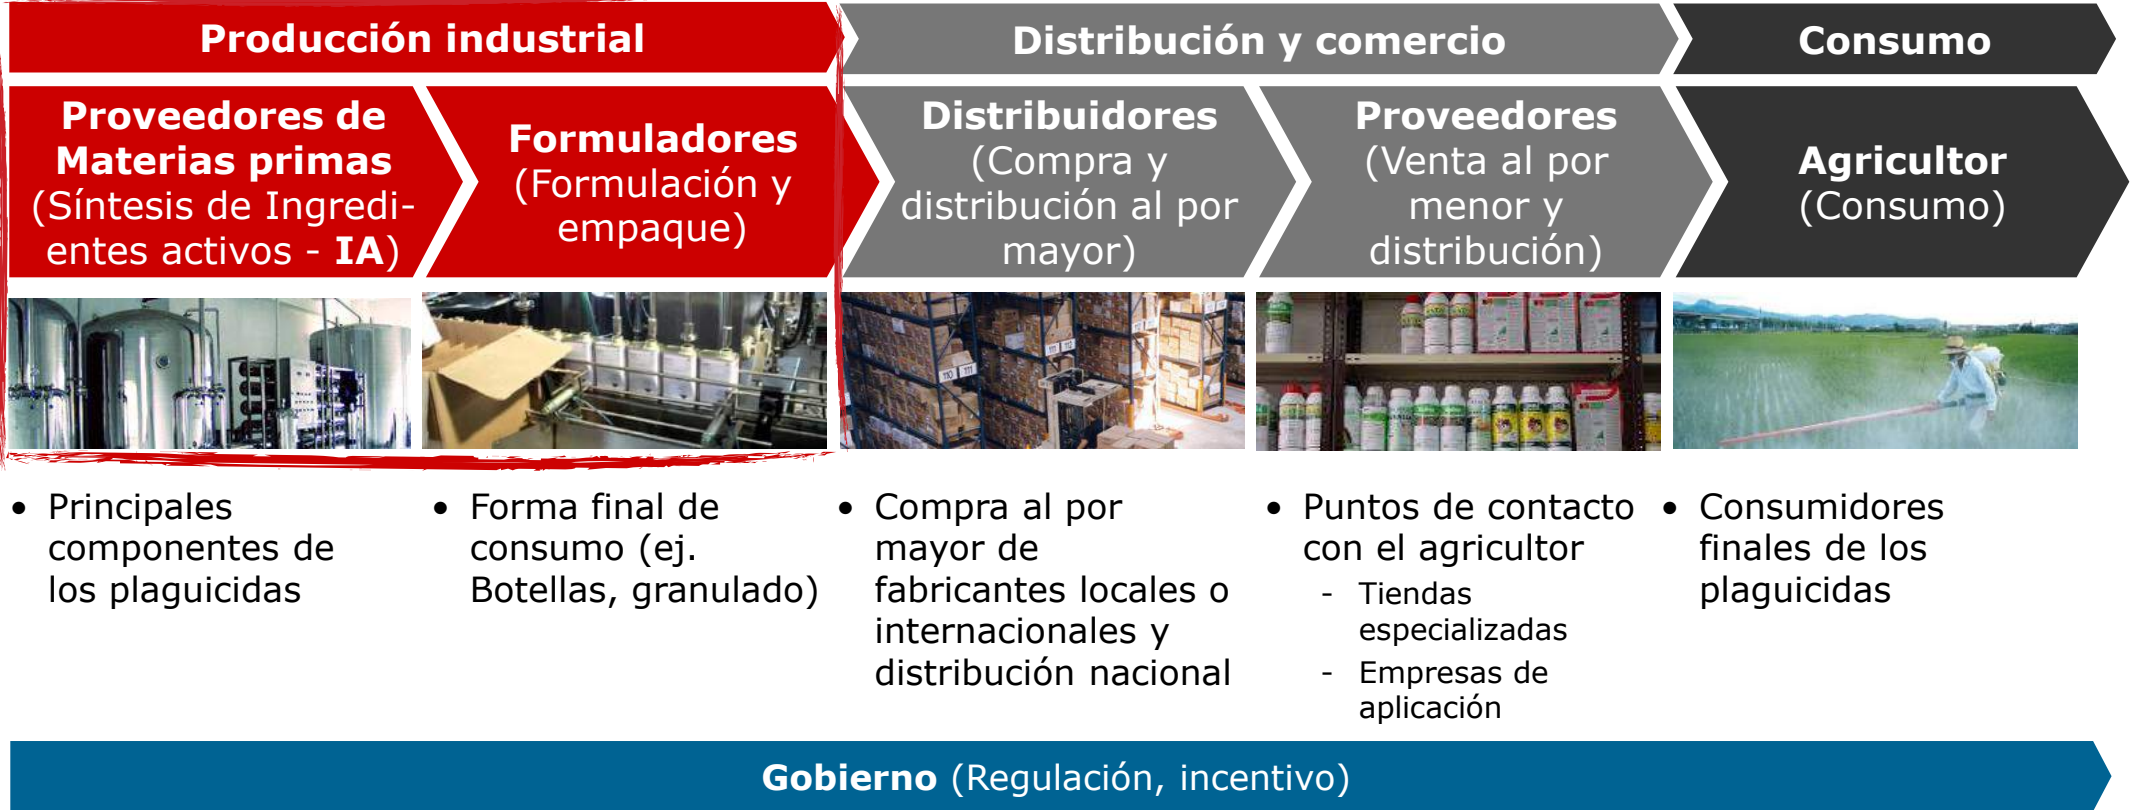 Producción industrial
Distribución y comercio
Consumo
Proveedores de
Materias primas
(Síntesis de Ingredi-
entes activos - IA)
Formuladores
(Formulación y
empaque)
Distribuidores
(Compra y
distribución al por
mayor)
Proveedores
(Venta al por
menor y
distribución)
Agricultor
(Consumo)
110 111
• Principales
componentes de
los plaguicidas
• Forma final de
consumo (ej.
Botellas, granulado)
• Compra al por
mayor de
fabricantes locales o
internacionales y
distribución nacional
• Puntos de contacto
con el agricultor
- Tiendas
especializadas
- Empresas de
aplicación
• Consumidores
finales de los
plaguicidas
Gobierno (Regulación, incentivo)